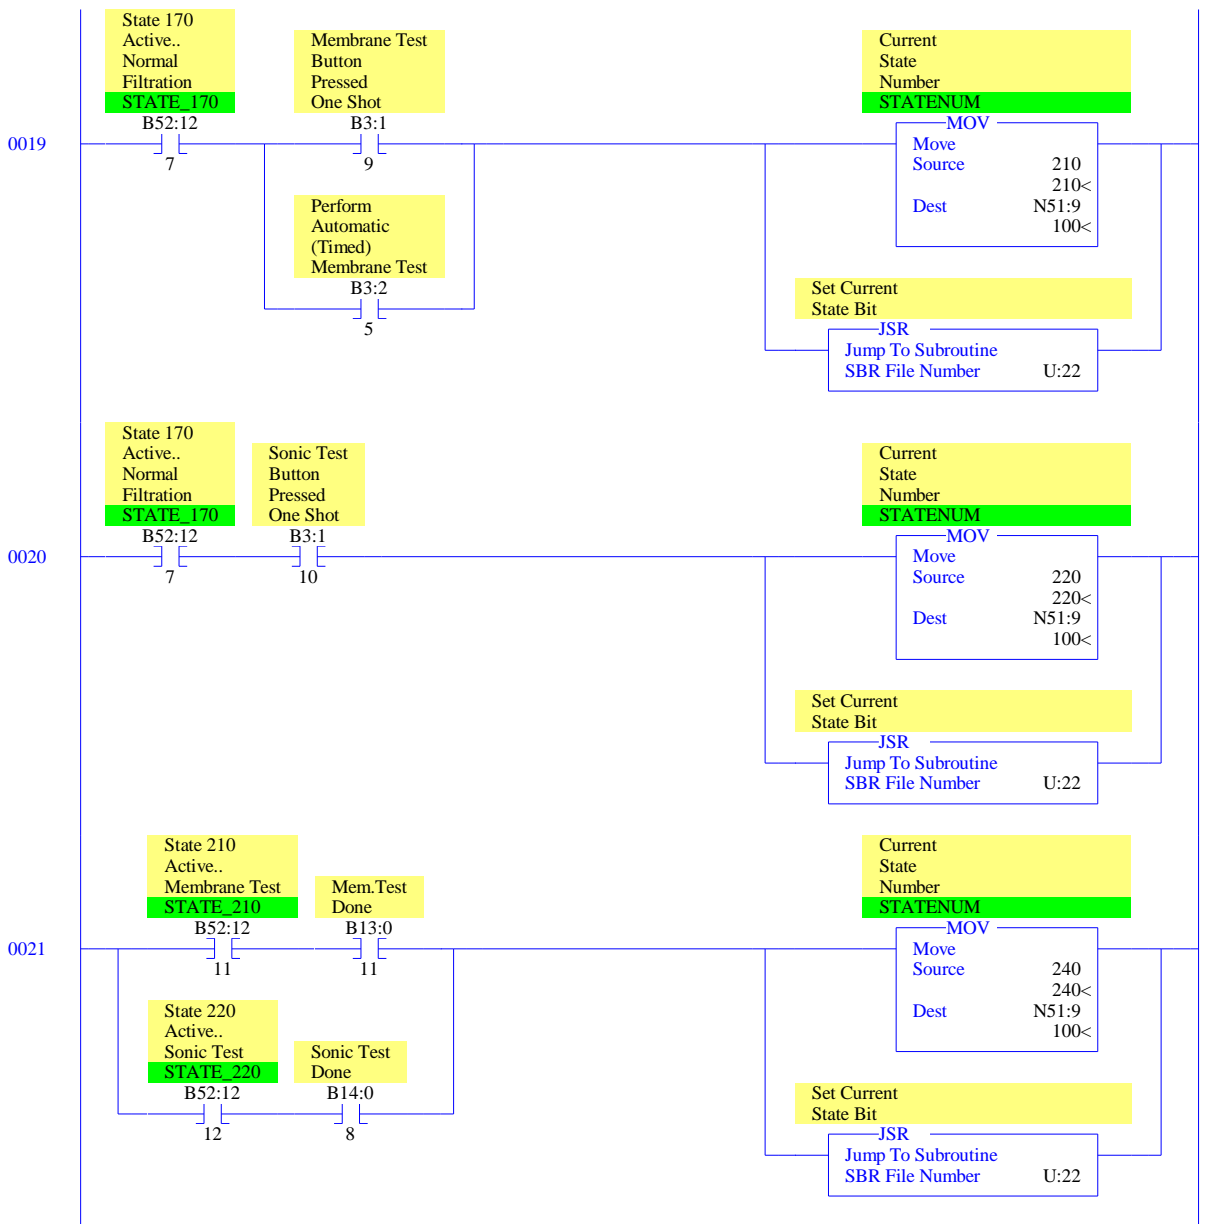 State 170
Active..
Normal
Filtration
STATE_170
B52:12
7
Membrane Test
Button
Pressed
One Shot
B3:1
9
Perform
Automatic
(Timed)
Membrane Test
B3:2
5
0019
Current
State
Number
STATENUM
MOV
Move
Source 210
210<
Dest N51:9
100<
Set Current
State Bit
JSR
Jump To Subroutine
SBR File Number U:22
State 170
Active..
Normal
Filtration
STATE_170
B52:12
7
Sonic Test
Button
Pressed
One Shot
B3:1
10
0020
Current
State
Number
STATENUM
MOV
Move
Source 220
220<
Dest N51:9
100<
Set Current
State Bit
JSR
Jump To Subroutine
SBR File Number U:22
State 210
Active..
Membrane Test
STATE_210
B52:12
11
Mem.Test
Done
B13:0
11
0021
State 220
Active..
Sonic Test
STATE_220
B52:12
12
Sonic Test
Done
B14:0
8
Current
State
Number
STATENUM
MOV
Move
Source 240
240<
Dest N51:9
100<
Set Current
State Bit
JSR
Jump To Subroutine
SBR File Number U:22